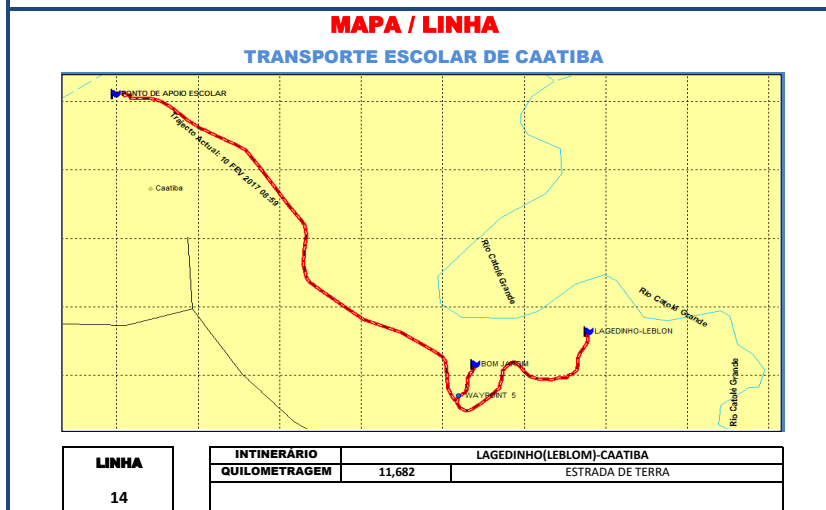 MAPA / LINHA
TRANSPORTE ESCOLAR DE CAATIBA
PONTO DE APOIO ESCOLAR
Trajecto Actual: 10 FEV 2017 08:59
Caatiba
Rio Catolé Grande
Rio Catolé Grande
LAGEDINHO-LEBLON
BOM JARDIM
WAYPOINT 5
Rio Catolé Grande
LINHA
14
INTINERÁRIO LAGEDINHO(LEBLOM)-CAATIBA
QUILOMETRAGEM 11,682 ESTRADA DE TERRA